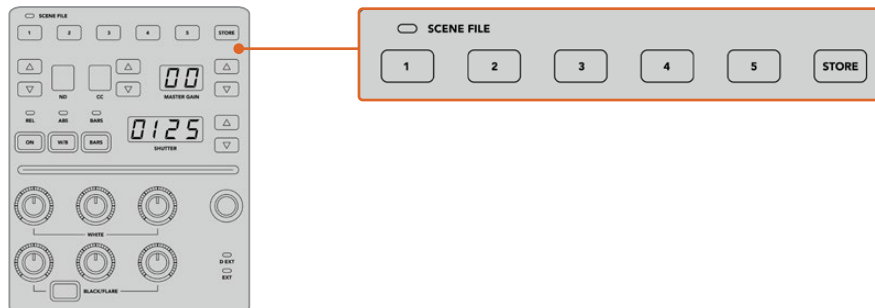 SCENE FILE
1 2 3 4 5 STORE
ND CC 00 MASTER GAIN
REL ABS BARS
ON W/B BARS
0125
SHUTTER
WHITE
D EXT
EXT
BLACK/FLARE
SCENE FILE
1 2 3 4 5 STORE